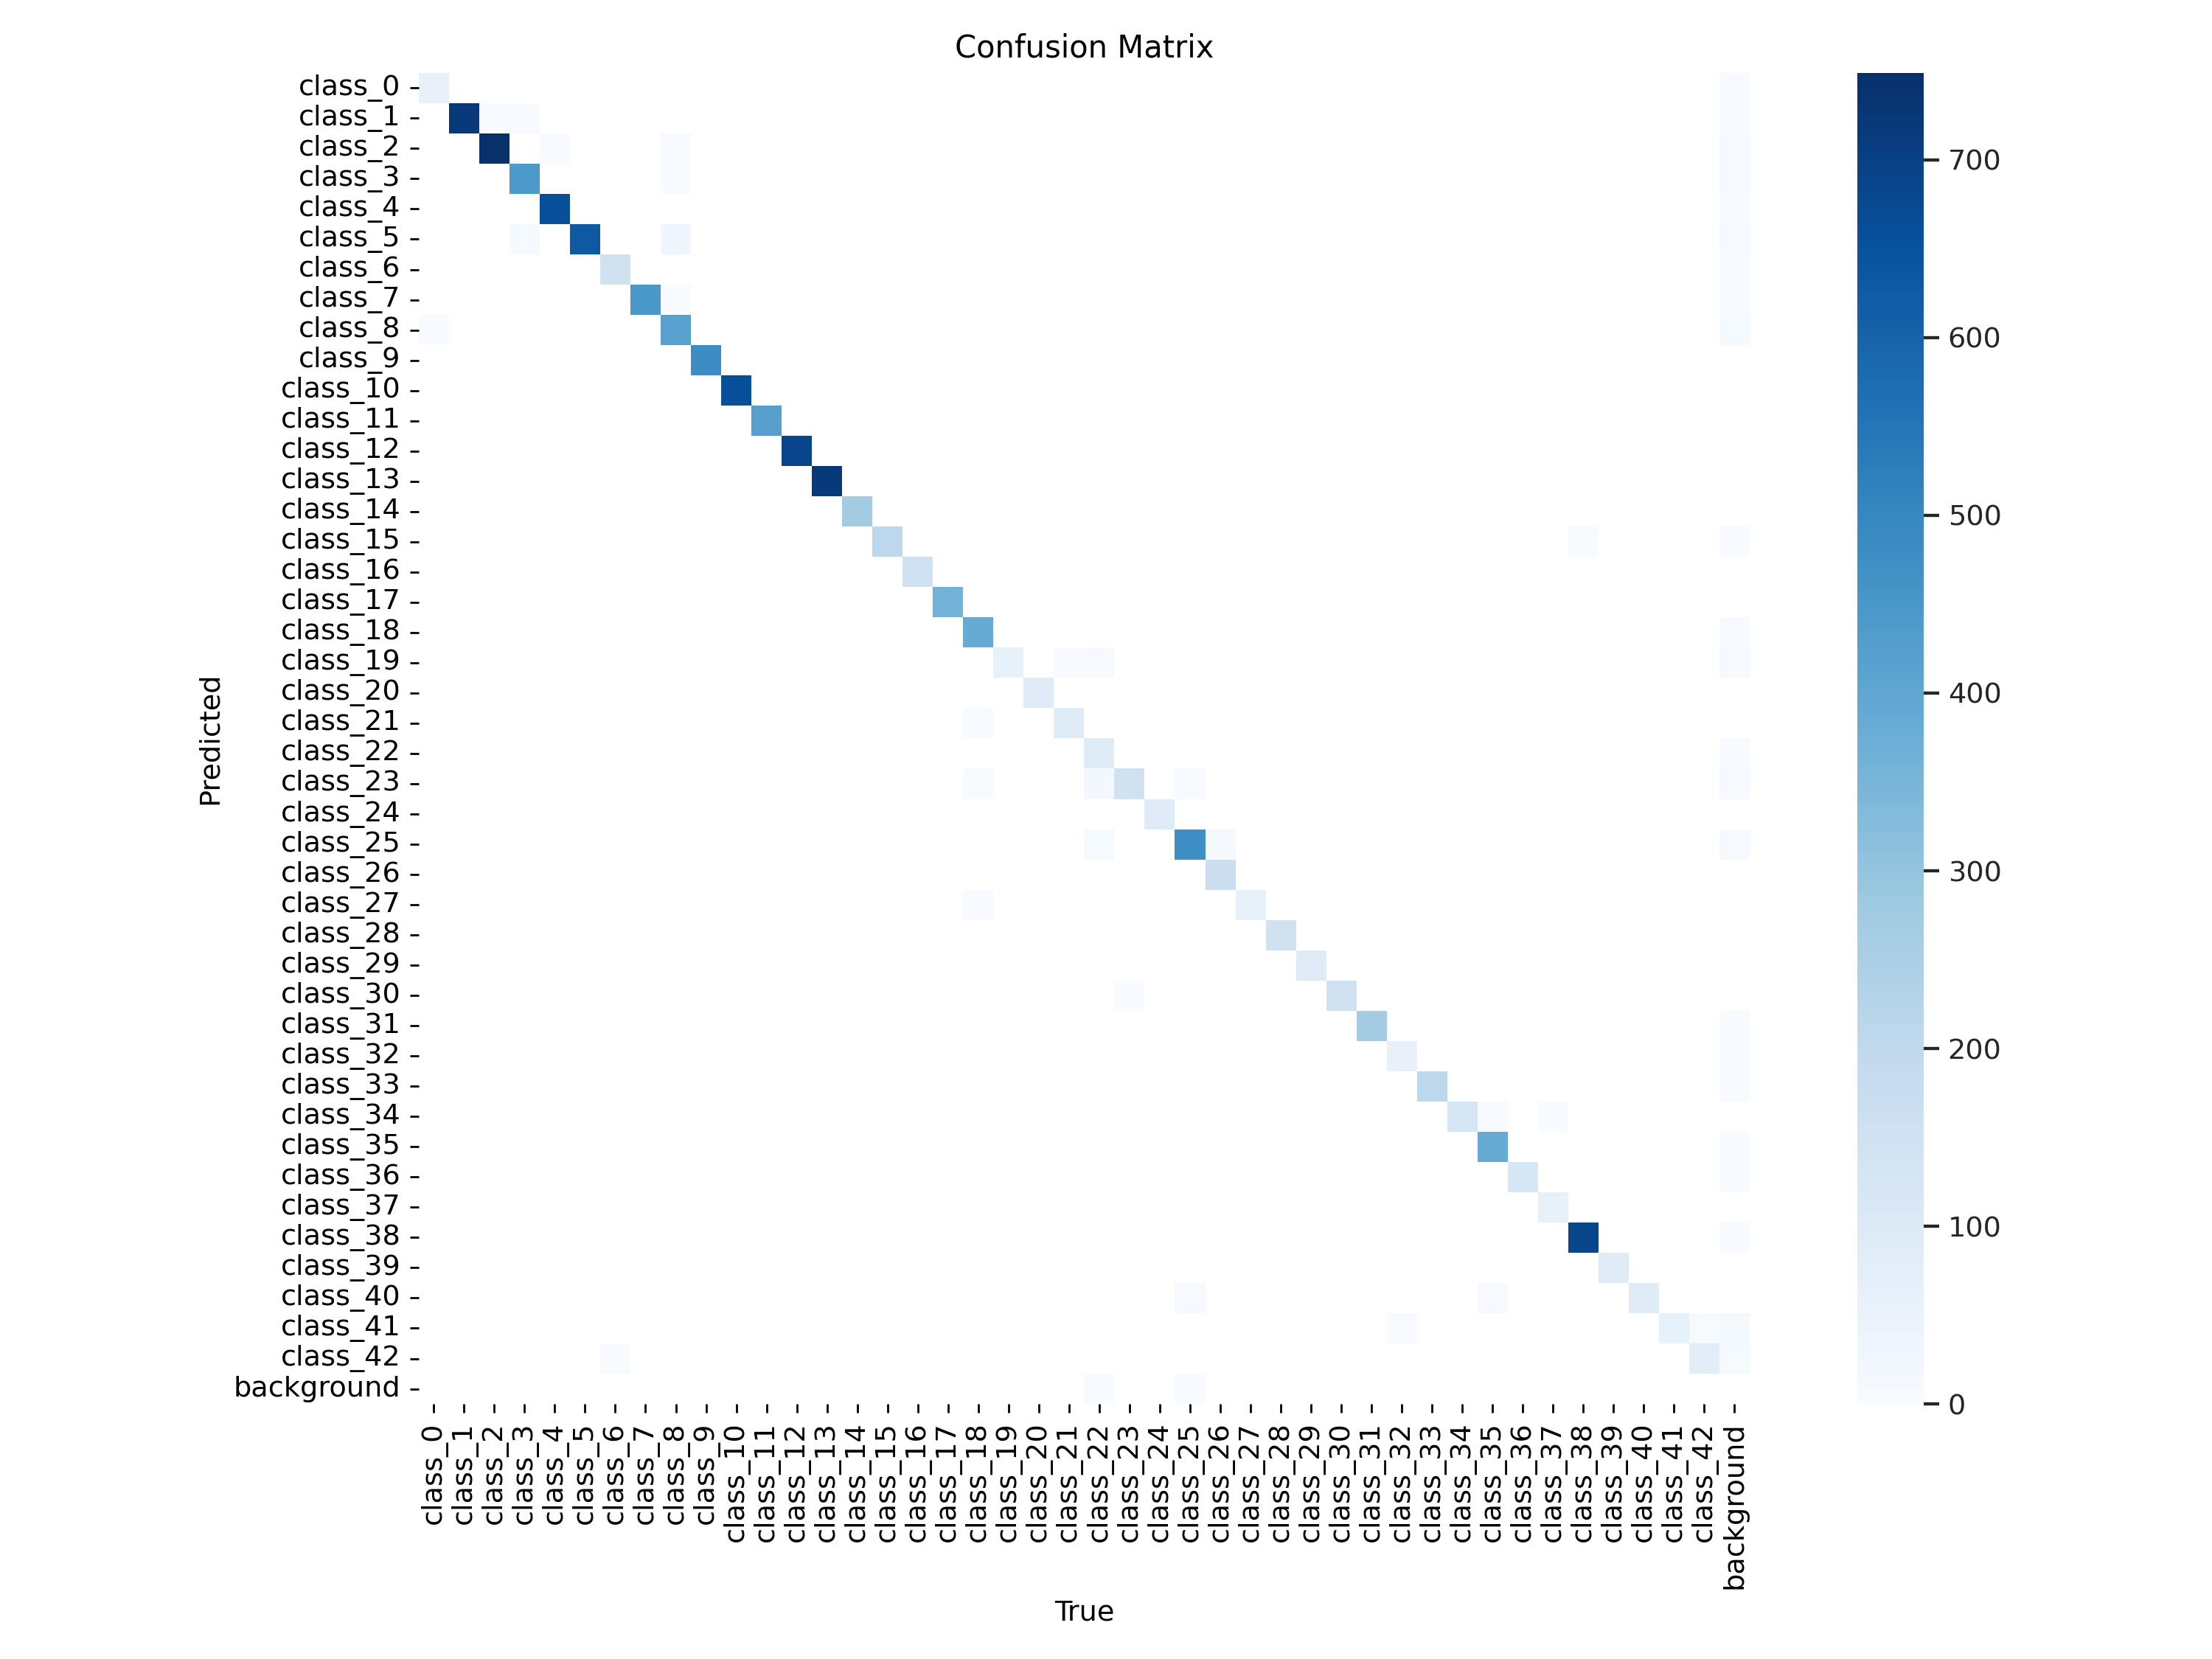 Confusion Matrix
Predicted
class_0
class_1
class_2
class_3
class_4
class_5
class_6
class_7
class_8
class_9
class_10
class_11
class_12
class_13
class_14
class_15
class_16
class_17
class_18
class_19
class_20
class_21
class_22
class_23
class_24
class_25
class_26
class_27
class_28
class_29
class_30
class_31
class_32
class_33
class_34
class_35
class_36
class_37
class_38
class_39
class_40
class_41
class_42
background
class_0
class_1
class_2
class_3
class_4
class_5
class_6
class_7
class_8
class_9
class_10
class_11
class_12
class_13
class_14
class_15
class_16
class_17
class_18
class_19
class_20
class_21
class_22
class_23
class_24
class_25
class_26
class_27
class_28
class_29
class_30
class_31
class_32
class_33
class_34
class_35
class_36
class_37
class_38
class_39
class_40
class_41
class_42
background
True
700
600
500
400
300
200
100
0